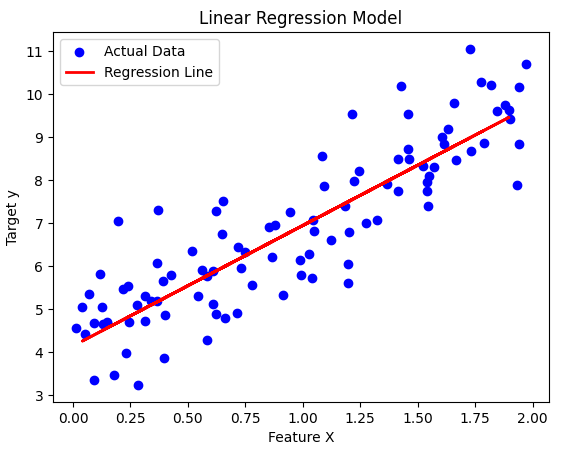 Linear Regression Model
Actual Data
Regression Line
Target y
11
10
9
8
7
6
5
4
3
0.00 0.25 0.50 0.75 1.00 1.25 1.50 1.75 2.00
Feature X